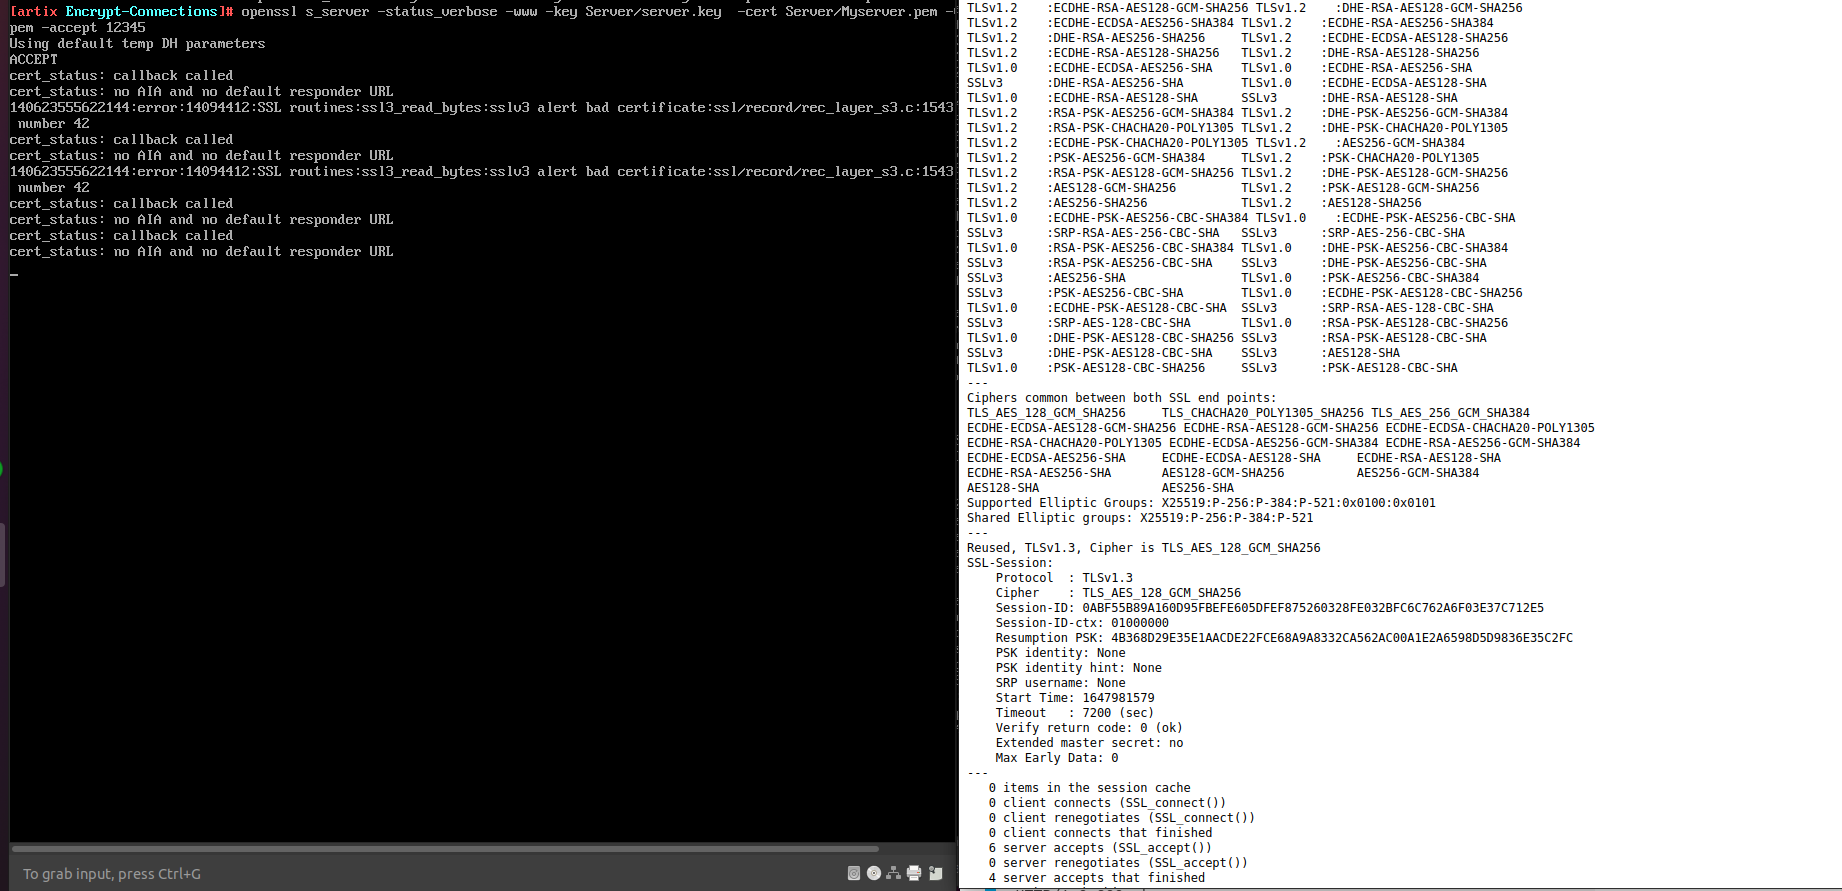 [artix Encrypt-Connections]# openssl s_server -status_verbose -www -key Server/server.key  -cert Server/Myserver.pem -
pem -accept 12345
Using default temp DH parameters
ACCEPT
cert_status: callback called
cert_status: no AIA and no default responder URL
140623555622144:error:14094412:SSL routines:ssl3_read_bytes:sslv3 alert bad certificate:ssl/record/rec_layer_s3.c:1543
 number 42
cert_status: callback called
cert_status: no AIA and no default responder URL
140623555622144:error:14094412:SSL routines:ssl3_read_bytes:sslv3 alert bad certificate:ssl/record/rec_layer_s3.c:1543
 number 42
cert_status: callback called
cert_status: no AIA and no default responder URL
cert_status: callback called
cert_status: no AIA and no default responder URL
To grab input, press Ctrl+G
TLSv1.2    :ECDHE-RSA-AES128-GCM-SHA256 TLSv1.2    :DHE-RSA-AES128-GCM-SHA256
TLSv1.2    :ECDHE-ECDSA-AES256-SHA384 TLSv1.2    :ECDHE-RSA-AES256-SHA384
TLSv1.2    :DHE-RSA-AES256-SHA256     TLSv1.2    :ECDHE-ECDSA-AES128-SHA256
TLSv1.2    :ECDHE-RSA-AES128-SHA256   TLSv1.2    :DHE-RSA-AES128-SHA256
TLSv1.0    :ECDHE-ECDSA-AES256-SHA    TLSv1.0    :ECDHE-RSA-AES256-SHA
SSLv3      :DHE-RSA-AES256-SHA        TLSv1.0    :ECDHE-ECDSA-AES128-SHA
TLSv1.0    :ECDHE-RSA-AES128-SHA      SSLv3      :DHE-RSA-AES128-SHA
TLSv1.2    :RSA-PSK-AES256-GCM-SHA384 TLSv1.2    :DHE-PSK-AES256-GCM-SHA384
TLSv1.2    :RSA-PSK-CHACHA20-POLY1305 TLSv1.2    :DHE-PSK-CHACHA20-POLY1305
TLSv1.2    :ECDHE-PSK-CHACHA20-POLY1305 TLSv1.2    :AES256-GCM-SHA384
TLSv1.2    :PSK-AES256-GCM-SHA384     TLSv1.2    :PSK-CHACHA20-POLY1305
TLSv1.2    :RSA-PSK-AES128-GCM-SHA256 TLSv1.2    :DHE-PSK-AES128-GCM-SHA256
TLSv1.2    :AES128-GCM-SHA256         TLSv1.2    :PSK-AES128-GCM-SHA256
TLSv1.2    :AES256-SHA256             TLSv1.2    :AES128-SHA256
TLSv1.0    :ECDHE-PSK-AES256-CBC-SHA384 TLSv1.0    :ECDHE-PSK-AES256-CBC-SHA
SSLv3      :SRP-RSA-AES-256-CBC-SHA   SSLv3      :SRP-AES-256-CBC-SHA
TLSv1.0    :RSA-PSK-AES256-CBC-SHA384 TLSv1.0    :DHE-PSK-AES256-CBC-SHA384
SSLv3      :RSA-PSK-AES256-CBC-SHA    SSLv3      :DHE-PSK-AES256-CBC-SHA
SSLv3      :AES256-SHA                TLSv1.0    :PSK-AES256-CBC-SHA384
SSLv3      :PSK-AES256-CBC-SHA        TLSv1.0    :ECDHE-PSK-AES128-CBC-SHA256
TLSv1.0    :ECDHE-PSK-AES128-CBC-SHA  SSLv3      :SRP-RSA-AES-128-CBC-SHA
SSLv3      :SRP-AES-128-CBC-SHA       TLSv1.0    :RSA-PSK-AES128-CBC-SHA256
TLSv1.0    :DHE-PSK-AES128-CBC-SHA256 SSLv3      :RSA-PSK-AES128-CBC-SHA
SSLv3      :DHE-PSK-AES128-CBC-SHA    SSLv3      :AES128-SHA
TLSv1.0    :PSK-AES128-CBC-SHA256     SSLv3      :PSK-AES128-CBC-SHA
---
Ciphers common between both SSL end points:
TLS_AES_128_GCM_SHA256     TLS_CHACHA20_POLY1305_SHA256 TLS_AES_256_GCM_SHA384
ECDHE-ECDSA-AES128-GCM-SHA256 ECDHE-RSA-AES128-GCM-SHA256 ECDHE-ECDSA-CHACHA20-POLY1305
ECDHE-RSA-CHACHA20-POLY1305 ECDHE-ECDSA-AES256-GCM-SHA384 ECDHE-RSA-AES256-GCM-SHA384
ECDHE-ECDSA-AES256-SHA     ECDHE-ECDSA-AES128-SHA     ECDHE-RSA-AES128-SHA
ECDHE-RSA-AES256-SHA       AES128-GCM-SHA256          AES256-GCM-SHA384
AES128-SHA                 AES256-SHA
Supported Elliptic Groups: X25519:P-256:P-384:P-521:0x0100:0x0101
Shared Elliptic groups: X25519:P-256:P-384:P-521
---
Reused, TLSv1.3, Cipher is TLS_AES_128_GCM_SHA256
SSL-Session:
    Protocol  : TLSv1.3
    Cipher    : TLS_AES_128_GCM_SHA256
    Session-ID: 0ABF55B89A160D95FBEFE605DFEF875260328FE032BFC6C762A6F03E37C712E5
    Session-ID-ctx: 01000000
    Resumption PSK: 4B368D29E35E1AACDE22FCE68A9A8332CA562AC00A1E2A6598D5D9836E35C2FC
    PSK identity: None
    PSK identity hint: None
    SRP username: None
    Start Time: 1647981579
    Timeout   : 7200 (sec)
    Verify return code: 0 (ok)
    Extended master secret: no
    Max Early Data: 0
---
   0 items in the session cache
   0 client connects (SSL_connect())
   0 client renegotiates (SSL_connect())
   0 client connects that finished
   6 server accepts (SSL_accept())
   0 server renegotiates (SSL_accept())
   4 server accepts that finished